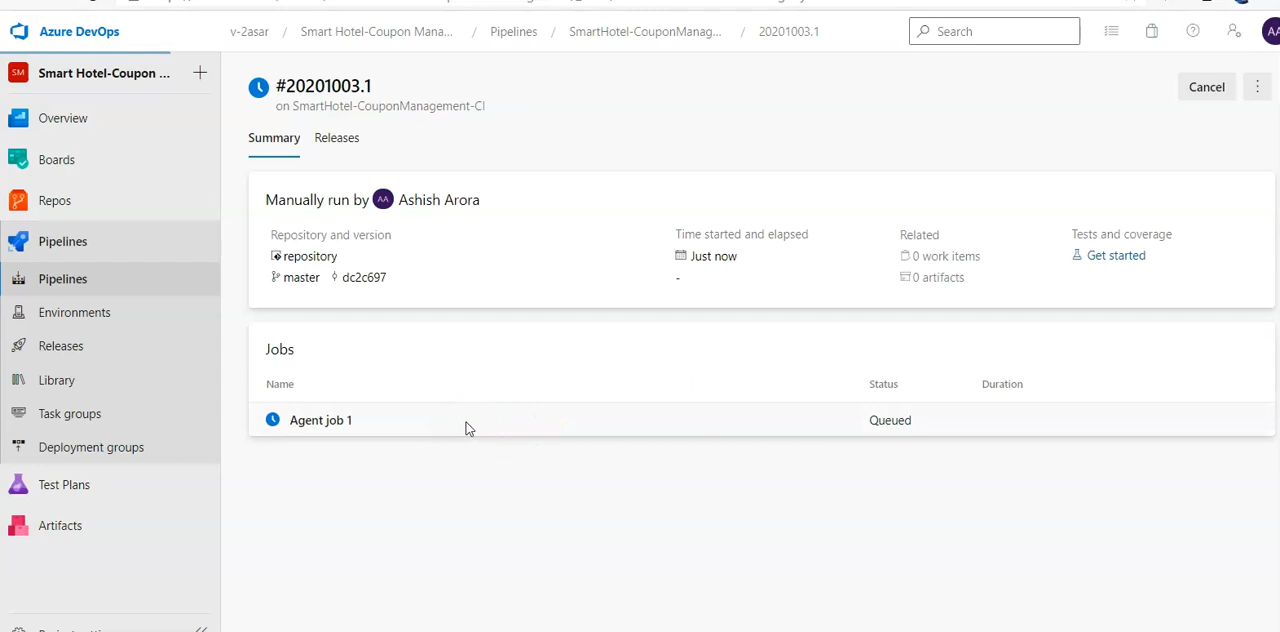 Azure DevOps
v-2asar / Smart Hotel-Coupon Mana... / Pipelines / SmartHotel-CouponManag... / 20201003.1
Search
AA
SM Smart Hotel-Coupon ...
Overview
Boards
Repos
Pipelines
Pipelines
Environments
Releases
Library
Task groups
Deployment groups
Test Plans
Artifacts
#20201003.1
on SmartHotel-CouponManagement-CI
Cancel
Summary Releases
Manually run by AA Ashish Arora
Repository and version
repository
master dc2c697
Time started and elapsed
Just now
-
Related
0 work items
0 artifacts
Tests and coverage
Get started
Jobs
Name Status Duration
Agent job 1 Queued